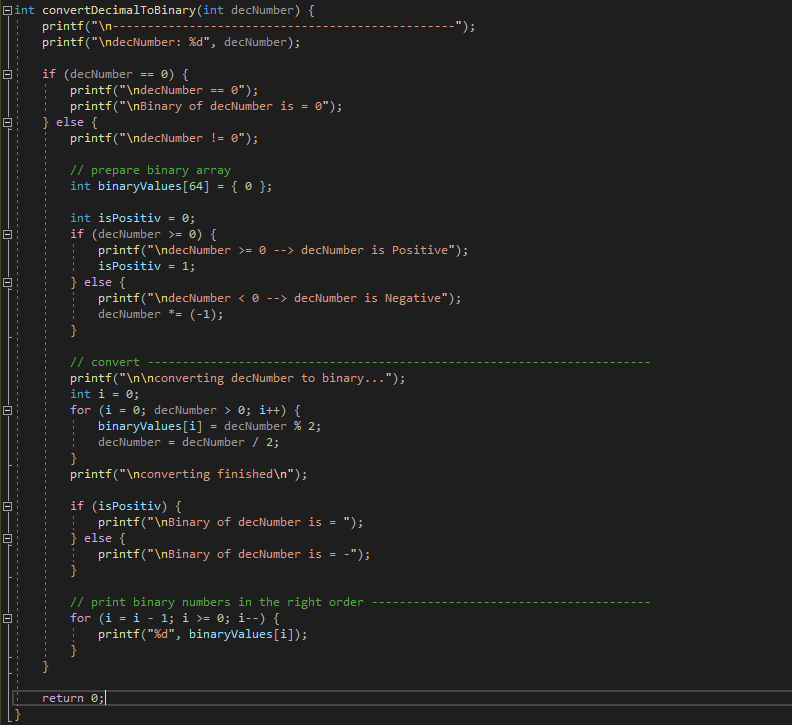 int convertDecimalToBinary(int decNumber) {
printf("\n-------------------------------------------------");
printf("\ndecNumber: %d", decNumber);
if (decNumber == 0) {
printf("\ndecNumber == 0");
printf("\nBinary of decNumber is = 0");
} else {
printf("\ndecNumber != 0");
// prepare binary array
int binaryValues[64] = { 0 };
int isPositiv = 0;
if (decNumber >= 0) {
printf("\ndecNumber >= 0 --> decNumber is Positive");
isPositiv = 1;
} else {
printf("\ndecNumber < 0 --> decNumber is Negative");
decNumber *= (-1);
}
// convert ------------------------------------------------------------------------
printf("\n\nconverting decNumber to binary...");
int i = 0;
for (i = 0; decNumber > 0; i++) {
binaryValues[i] = decNumber % 2;
decNumber = decNumber / 2;
}
printf("\nconverting finished\n");
if (isPositiv) {
printf("\nBinary of decNumber is = ");
} else {
printf("\nBinary of decNumber is = -");
}
// print binary numbers in the right order ----------------------------------------
for (i = i - 1; i >= 0; i--) {
printf("%d", binaryValues[i]);
}
}
return 0;
}